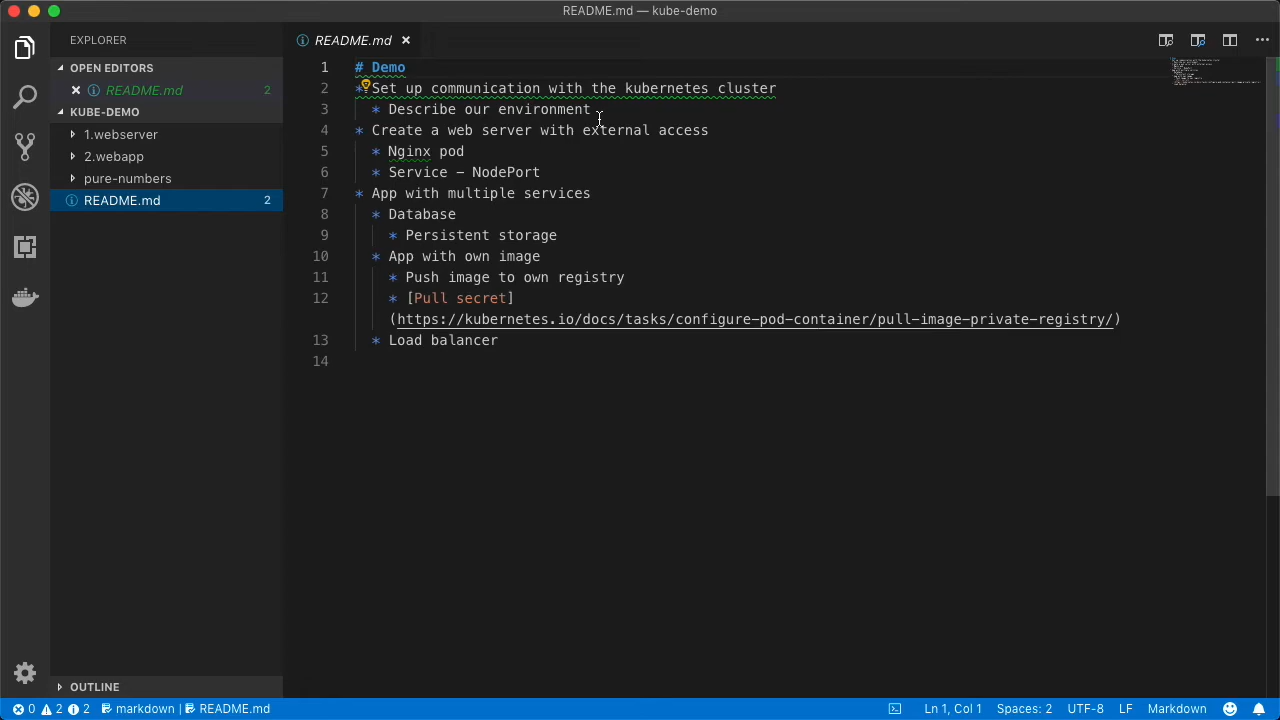 README.md — kube-demo
EXPLORER
OPEN EDITORS
README.md 2
KUBE-DEMO
1.webserver
2.webapp
pure-numbers
README.md 2
OUTLINE
README.md
1 # Demo
2 * Set up communication with the kubernetes cluster
3 * Describe our environment
4 * Create a web server with external access
5 * Nginx pod
6 * Service - NodePort
7 * App with multiple services
8 * Database
9 * Persistent storage
10 * App with own image
11 * Push image to own registry
12 * [Pull secret]
(https://kubernetes.io/docs/tasks/configure-pod-container/pull-image-private-registry/)
13 * Load balancer
14
0 2 2 markdown | README.md Ln 1, Col 1 Spaces: 2 UTF-8 LF Markdown